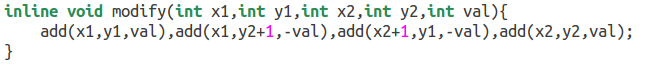 inline void modify(int x1,int y1,int x2,int y2,int val){
    add(x1,y1,val),add(x1,y2+1,-val),add(x2+1,y1,-val),add(x2,y2,val);
}